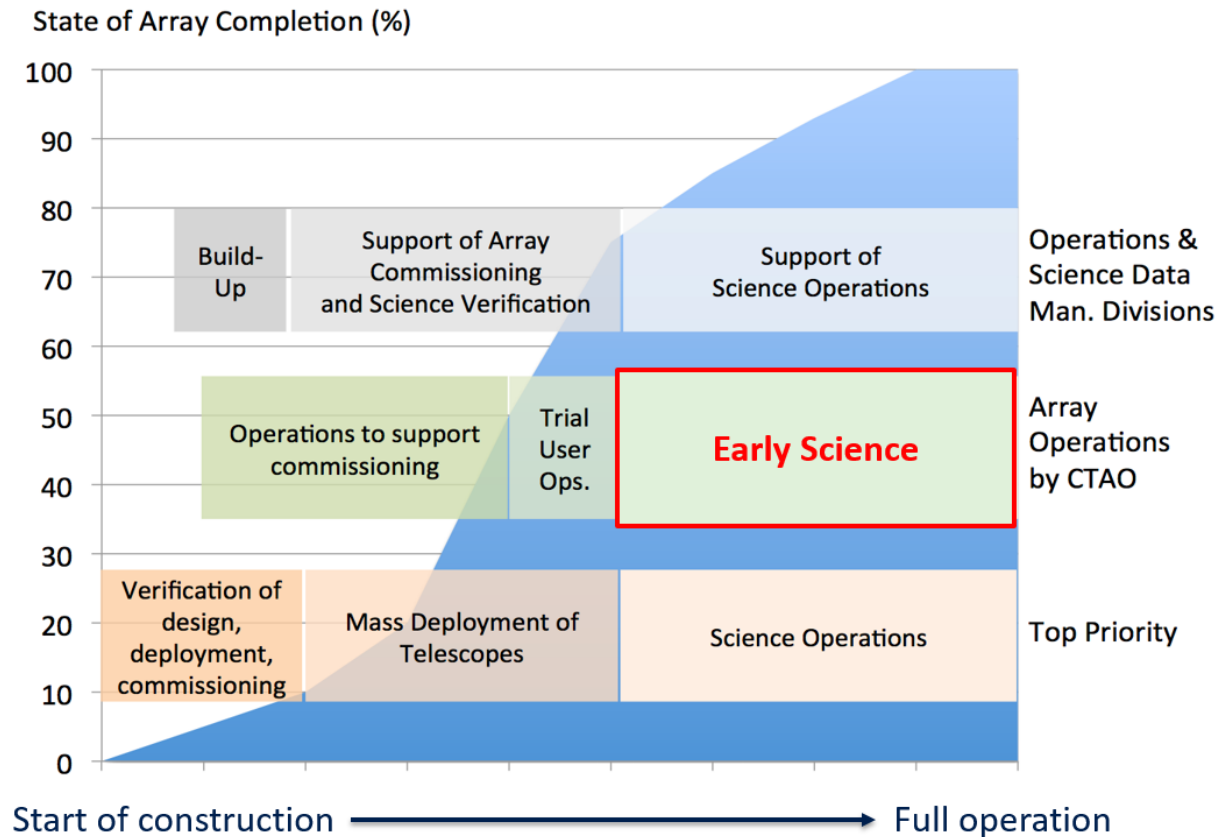 State of Array Completion (%)
100
90
80
70
60
50
40
30
20
10
0
Build-
Up
Support of Array
Commissioning
and Science Verification
Support of
Science Operations
Operations &
Science Data
Man. Divisions
Operations to support
commissioning
Trial
User
Ops.
Early Science
Array
Operations
by CTAO
Verification of
design,
deployment,
commissioning
Mass Deployment of
Telescopes
Science Operations
Top Priority
Start of construction
Full operation